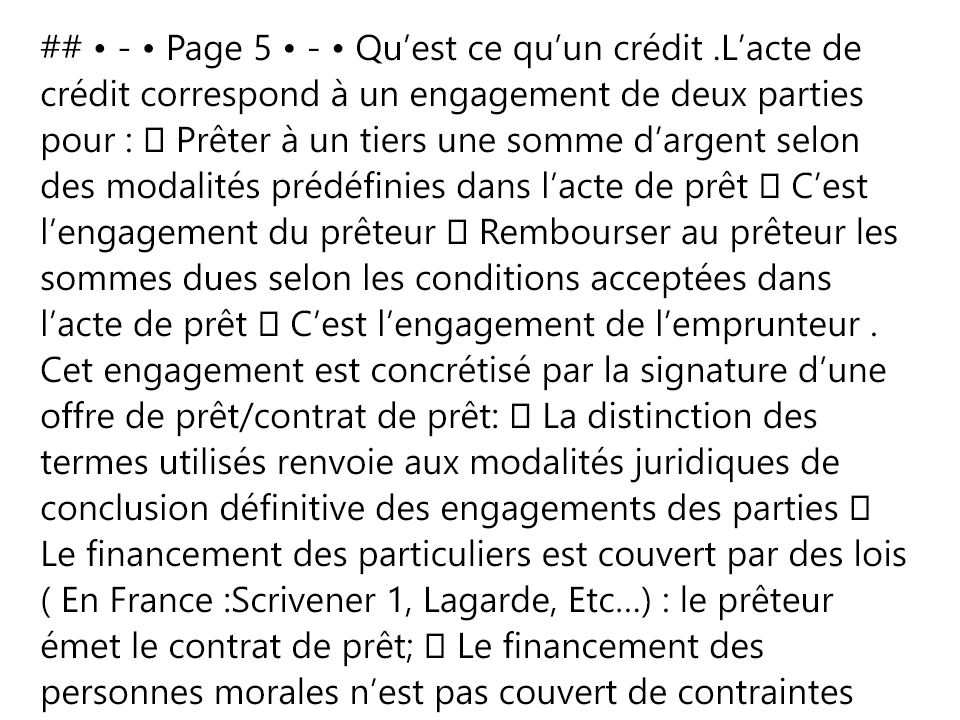 ## • - • Page 5 • - • Qu’est ce qu’un crédit .L’acte de
crédit correspond à un engagement de deux parties
pour :  Prêter à un tiers une somme d’argent selon
des modalités prédéfinies dans l’acte de prêt  C’est
l’engagement du prêteur  Rembourser au prêteur les
sommes dues selon les conditions acceptées dans
l’acte de prêt  C’est l’engagement de l’emprunteur .
Cet engagement est concrétisé par la signature d’une
offre de prêt/contrat de prêt:  La distinction des
termes utilisés renvoie aux modalités juridiques de
conclusion définitive des engagements des parties 
Le financement des particuliers est couvert par des lois
( En France :Scrivener 1, Lagarde, Etc…) : le prêteur
émet le contrat de prêt;  Le financement des
personnes morales n’est pas couvert de contraintes